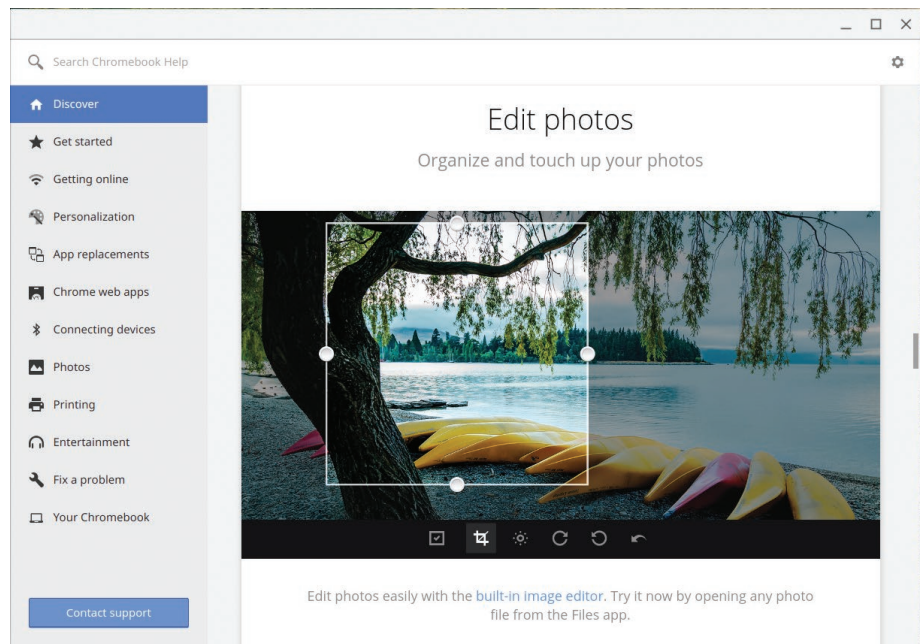 Search Chromebook Help
Discover
Get started
Getting online
Personalization
App replacements
Chrome web apps
Connecting devices
Photos
Printing
Entertainment
Fix a problem
Your Chromebook
Contact support
Edit photos
Organize and touch up your photos
Edit photos easily with the built-in image editor. Try it now by opening any photo
file from the Files app.